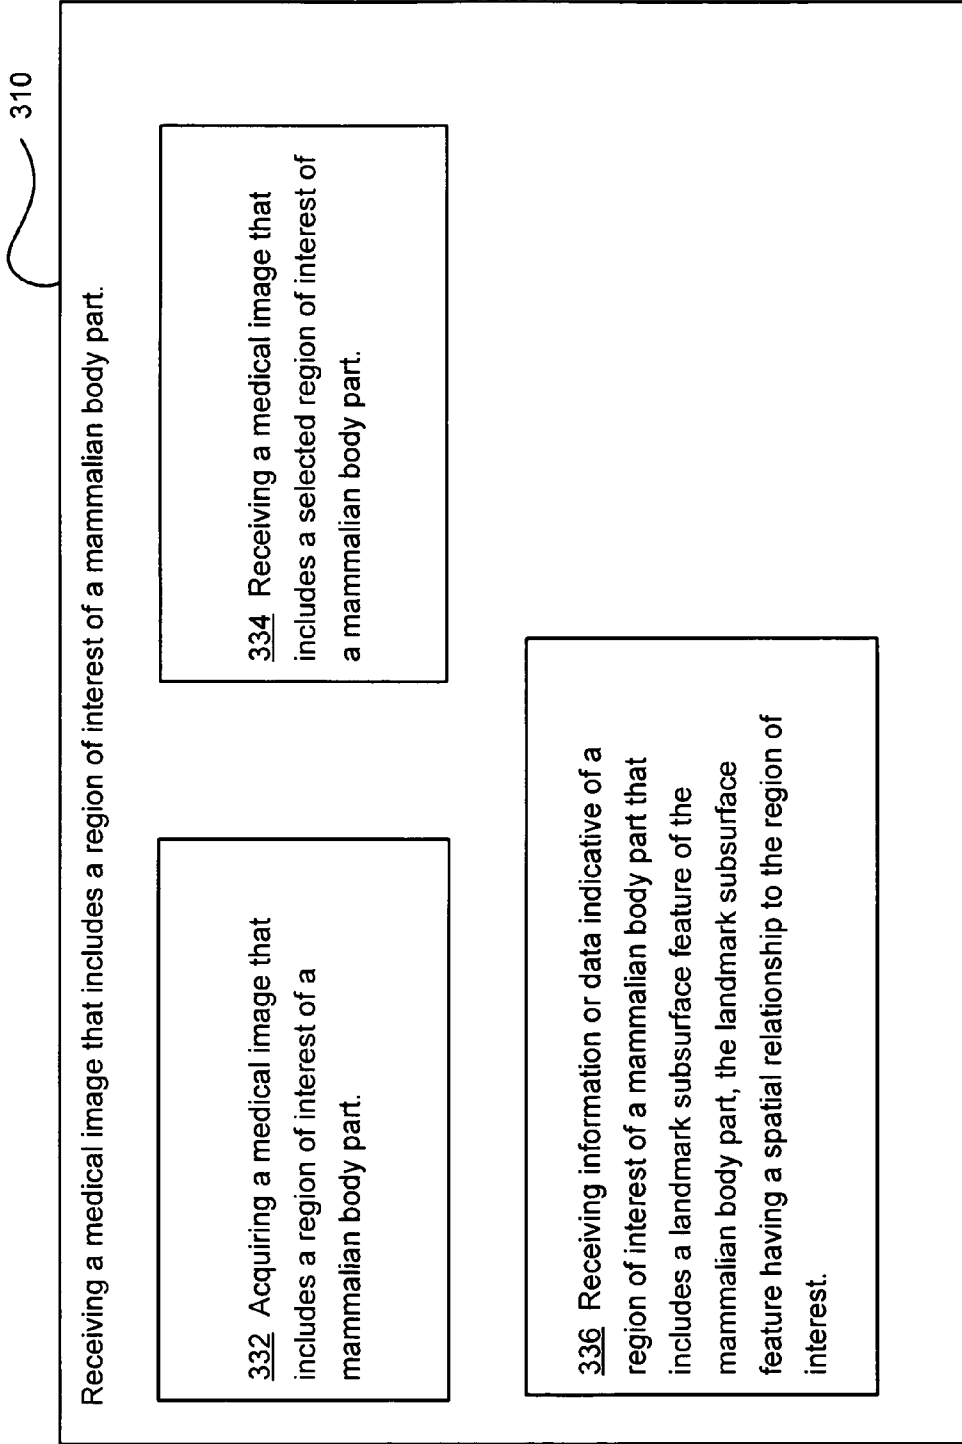 310
Receiving a medical image that includes a region of interest of a mammalian body part.
332 Acquiring a medical image that
includes a region of interest of a
mammalian body part.
334 Receiving a medical image that
includes a selected region of interest of
a mammalian body part.
336 Receiving information or data indicative of a
region of interest of a mammalian body part that
includes a landmark subsurface feature of the
mammalian body part, the landmark subsurface
feature having a spatial relationship to the region of
interest.